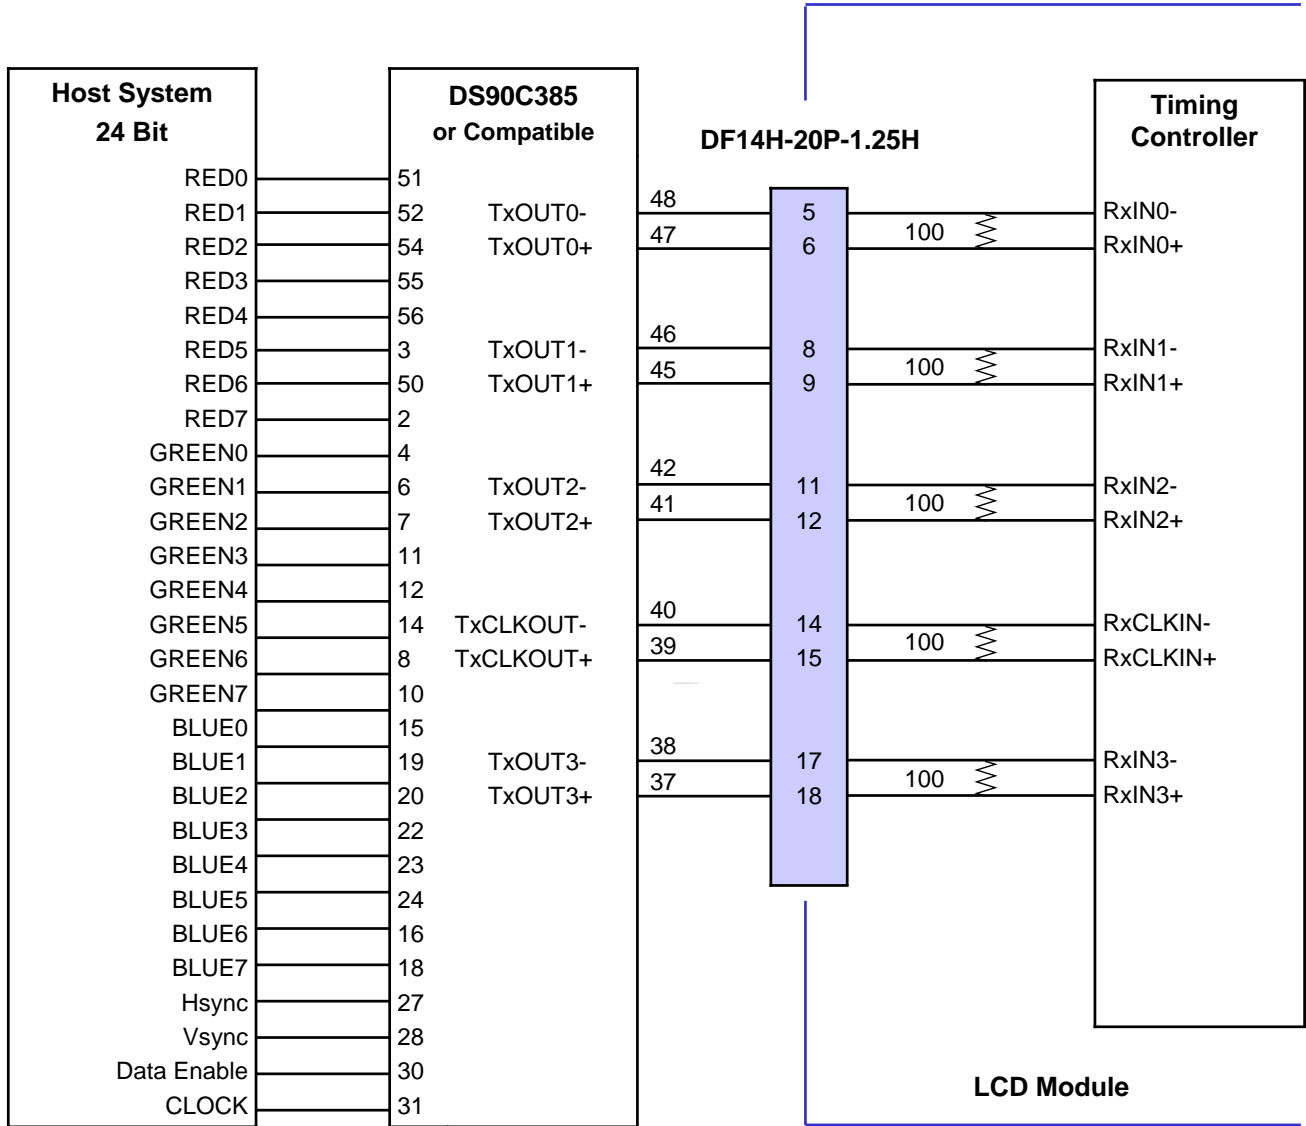 Host System
24 Bit
DS90C385
or Compatible
DF14H-20P-1.25H
Timing
Controller
RED0 51
RED1 52 TxOUT0- 48 5 RxIN0-
100
RED2 54 TxOUT0+ 47 6 RxIN0+
RED3 55
RED4 56
RED5 3 TxOUT1- 46 8 RxIN1-
100
RED6 50 TxOUT1+ 45 9 RxIN1+
RED7 2
GREEN0 4
GREEN1 6 TxOUT2- 42 11 RxIN2-
100
GREEN2 7 TxOUT2+ 41 12 RxIN2+
GREEN3 11
GREEN4 12
GREEN5 14 TxCLKOUT- 40 14 RxCLKIN-
100
GREEN6 8 TxCLKOUT+ 39 15 RxCLKIN+
GREEN7 10
BLUE0 15
BLUE1 19 TxOUT3- 38 17 RxIN3-
100
BLUE2 20 TxOUT3+ 37 18 RxIN3+
BLUE3 22
BLUE4 23
BLUE5 24
BLUE6 16
BLUE7 18
Hsync 27
Vsync 28
Data Enable 30
CLOCK 31
LCD Module